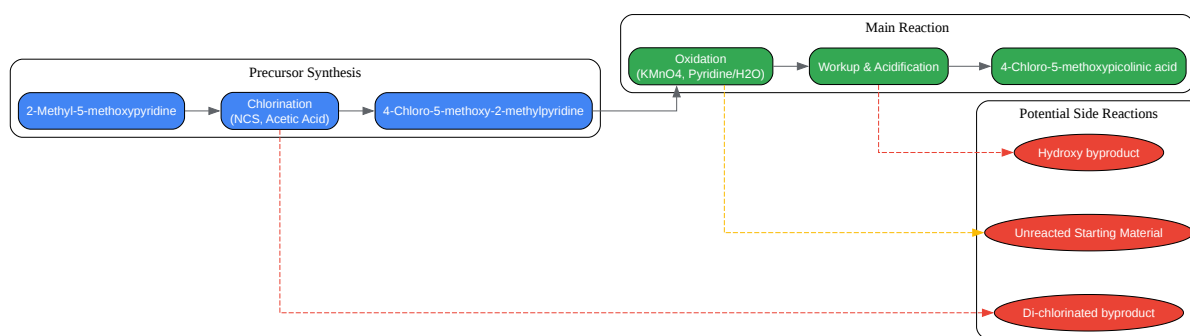 Main Reaction
Oxidation
(KMnO4, Pyridine/H2O)
Workup & Acidification
4-Chloro-5-methoxypicolinic acid
Precursor Synthesis
2-Methyl-5-methoxypyridine
Chlorination
(NCS, Acetic Acid)
4-Chloro-5-methoxy-2-methylpyridine
Potential Side Reactions
Hydroxy byproduct
Unreacted Starting Material
Di-chlorinated byproduct